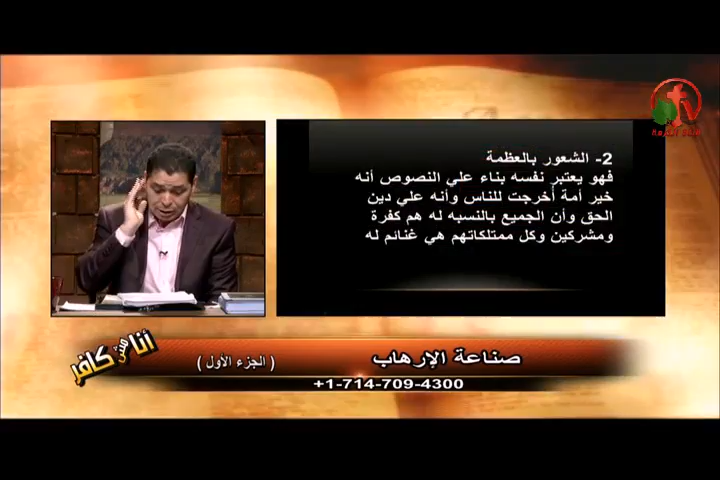 2- الشعور بالعظمة
فهو يعتبر نفسه بناء علي النصوص أنه
خير أمة أخرجت للناس وأنه علي دين
الحق وأن الجميع بالنسبه له هم كفرة
ومشركين وكل ممتلكاتهم هي غنائم له
أنا مش كافر
صناعة الإرهاب
( الجزء الأول )
+1-714-709-4300